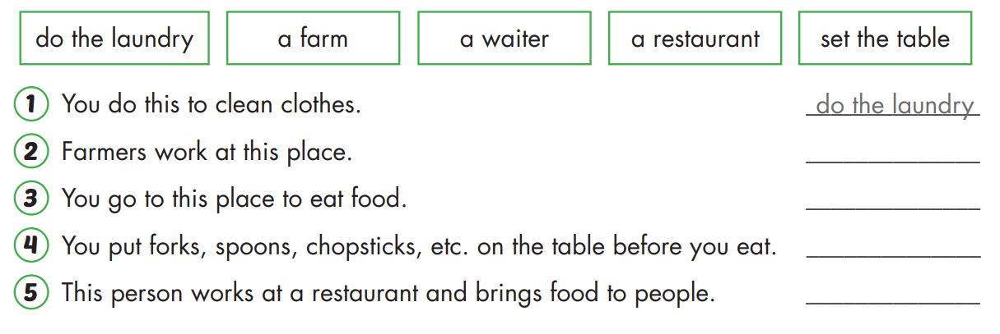 do the laundry a farm a waiter a restaurant set the table
1 You do this to clean clothes. do the laundry
2 Farmers work at this place. ______________
3 You go to this place to eat food. ______________
4 You put forks, spoons, chopsticks, etc. on the table before you eat. ______________
5 This person works at a restaurant and brings food to people. ______________